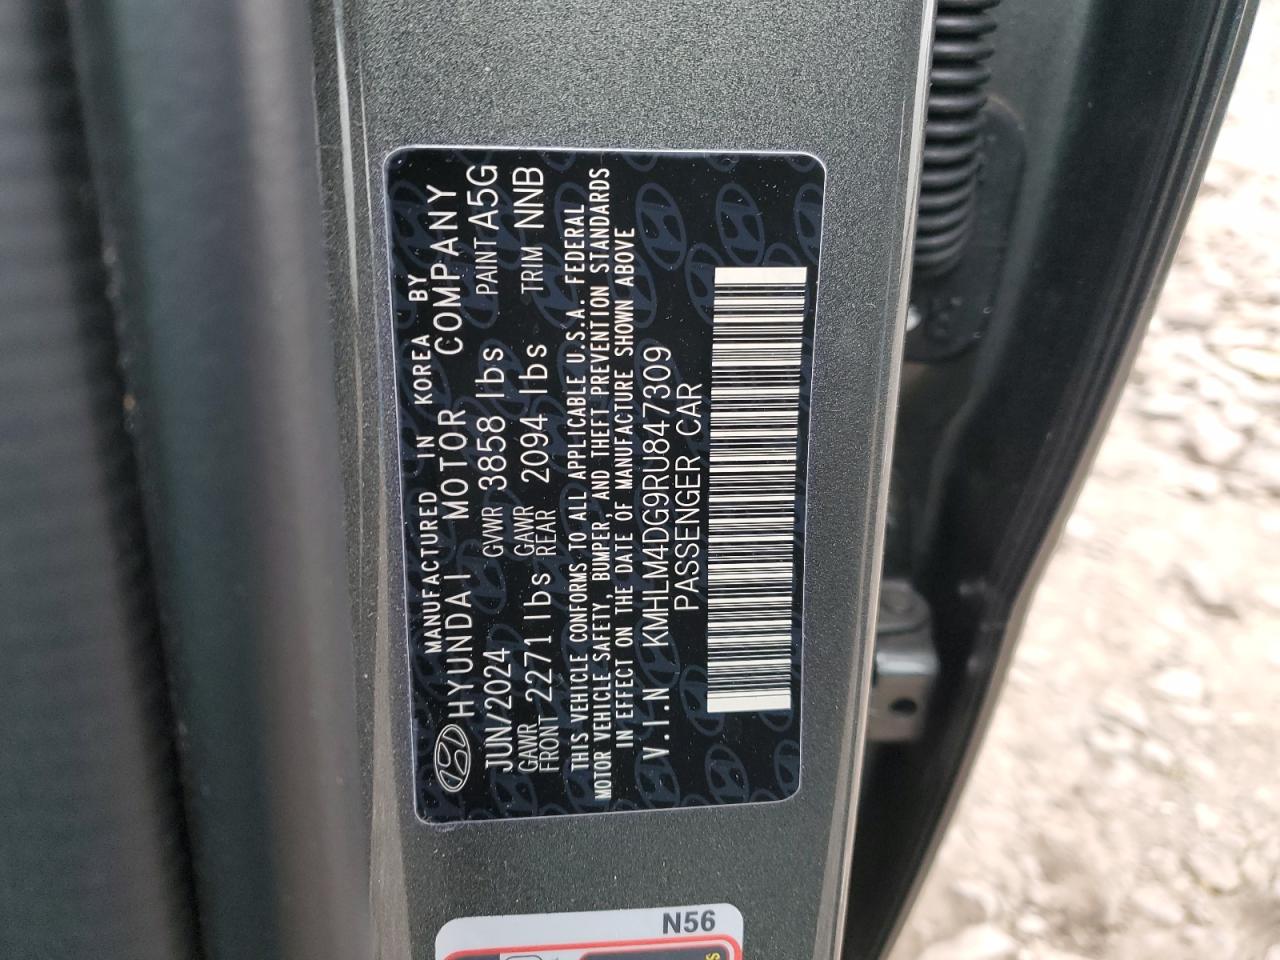 MANUFACTURED IN KOREA BY
HYUNDAI MOTOR COMPANY
JUN/2024 GVWR 3858 lbs PAINT A5G
GAWR FRONT 2271 lbs GAWR REAR 2094 lbs TRIM NNB
THIS VEHICLE CONFORMS TO ALL APPLICABLE U.S.A. FEDERAL
MOTOR VEHICLE SAFETY, BUMPER, AND THEFT PREVENTION STANDARDS
IN EFFECT ON THE DATE OF MANUFACTURE SHOWN ABOVE
V.I.N KMHLM4DG9RU847309
PASSENGER CAR
N56